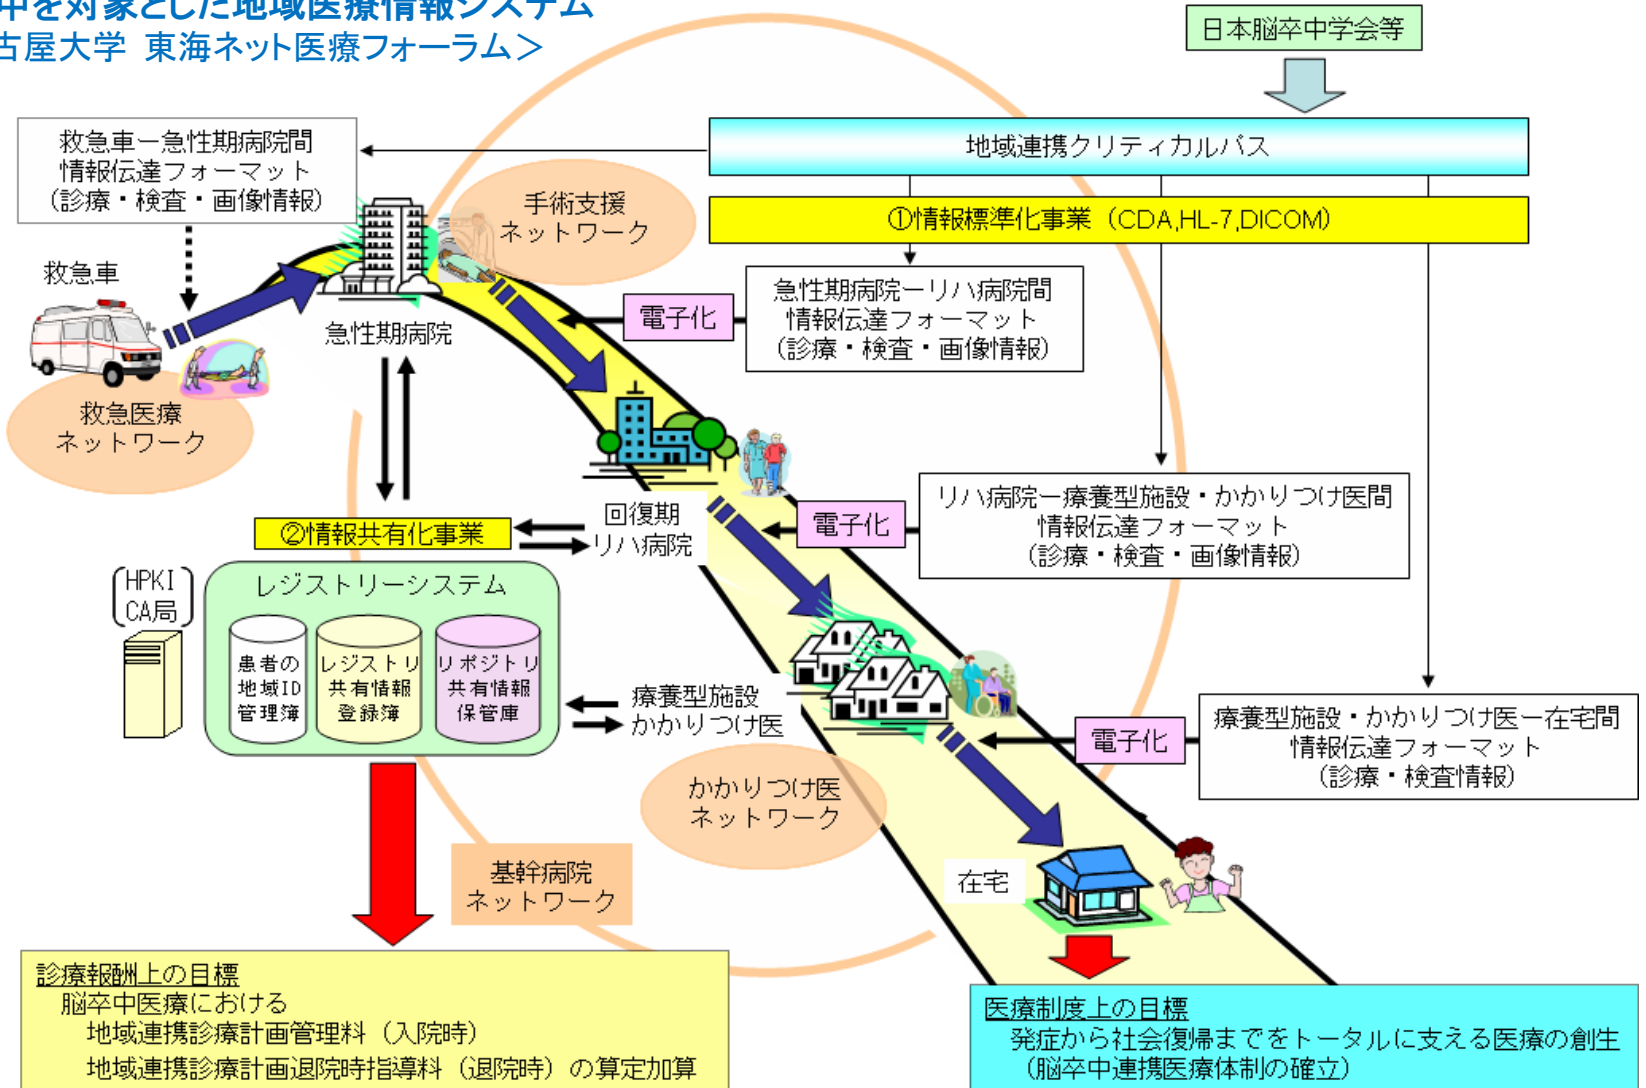 中を対象とした地域医療情報システム
古屋大学 東海ネット医療フォーラム＞
日本脳卒中学会等
地域連携クリティカルパス
①情報標準化事業（CDA,HL-7,DICOM）
救急車ー急性期病院間
情報伝達フォーマット
（診療・検査・画像情報）
手術支援
ネットワーク
救急車
急性期病院
電子化
急性期病院ーリハ病院間
情報伝達フォーマット
（診療・検査・画像情報）
救急医療
ネットワーク
②情報共有化事業
回復期
リハ病院
電子化
リハ病院ー療養型施設・かかりつけ医間
情報伝達フォーマット
（診療・検査・画像情報）
HPKI
CA局
レジストリーシステム
患者の
地域ID
管理簿
レジストリ
共有情報
登録簿
リポジトリ
共有情報
保管庫
療養型施設
かかりつけ医
電子化
療養型施設・かかりつけ医ー在宅間
情報伝達フォーマット
（診療・検査情報）
かかりつけ医
ネットワーク
基幹病院
ネットワーク
在宅
診療報酬上の目標
脳卒中医療における
地域連携診療計画管理料（入院時）
地域連携診療計画退院時指導料（退院時）の算定加算
医療制度上の目標
発症から社会復帰までをトータルに支える医療の創生
（脳卒中連携医療体制の確立）